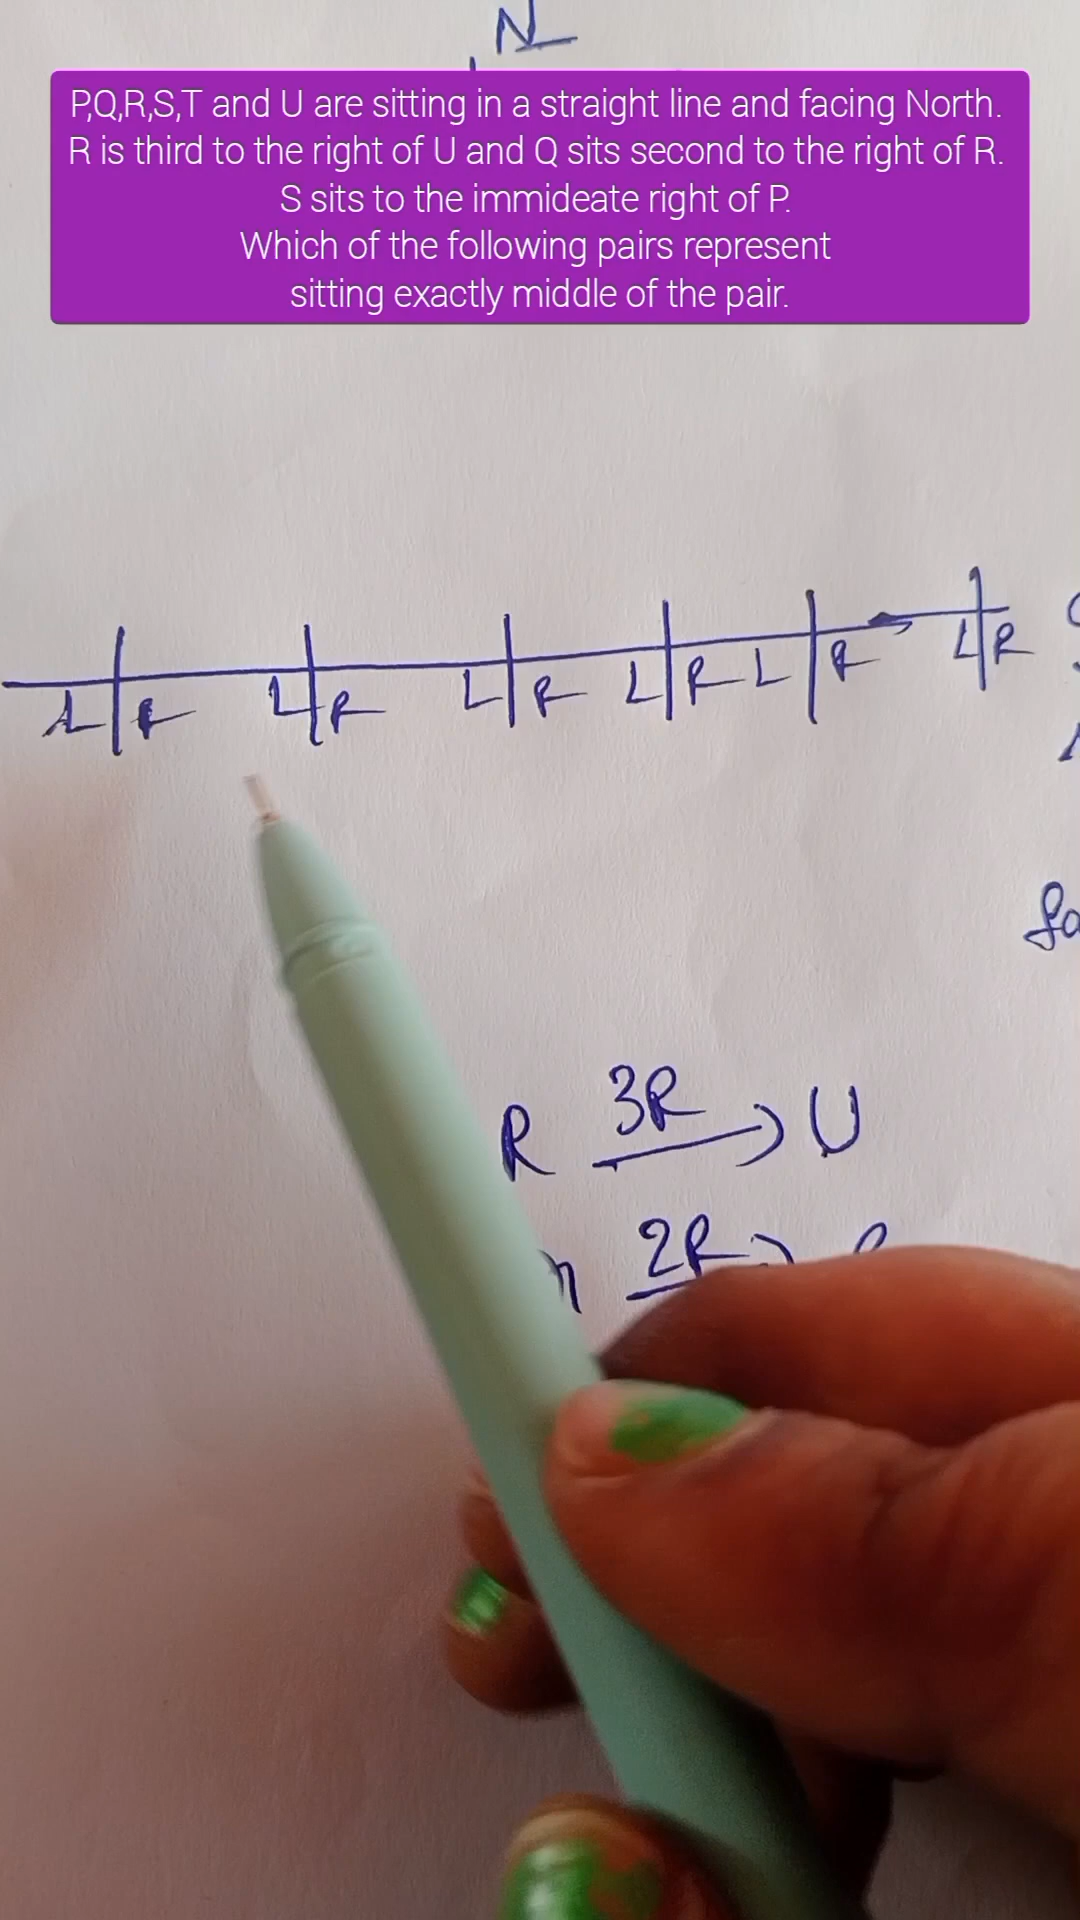 N
P,Q,R,S,T and U are sitting in a straight line and facing North.
R is third to the right of U and Q sits second to the right of R.
S sits to the immideate right of P.
Which of the following pairs represent
sitting exactly middle of the pair.
L R L R L R L R L R L R
R 3R U
2R